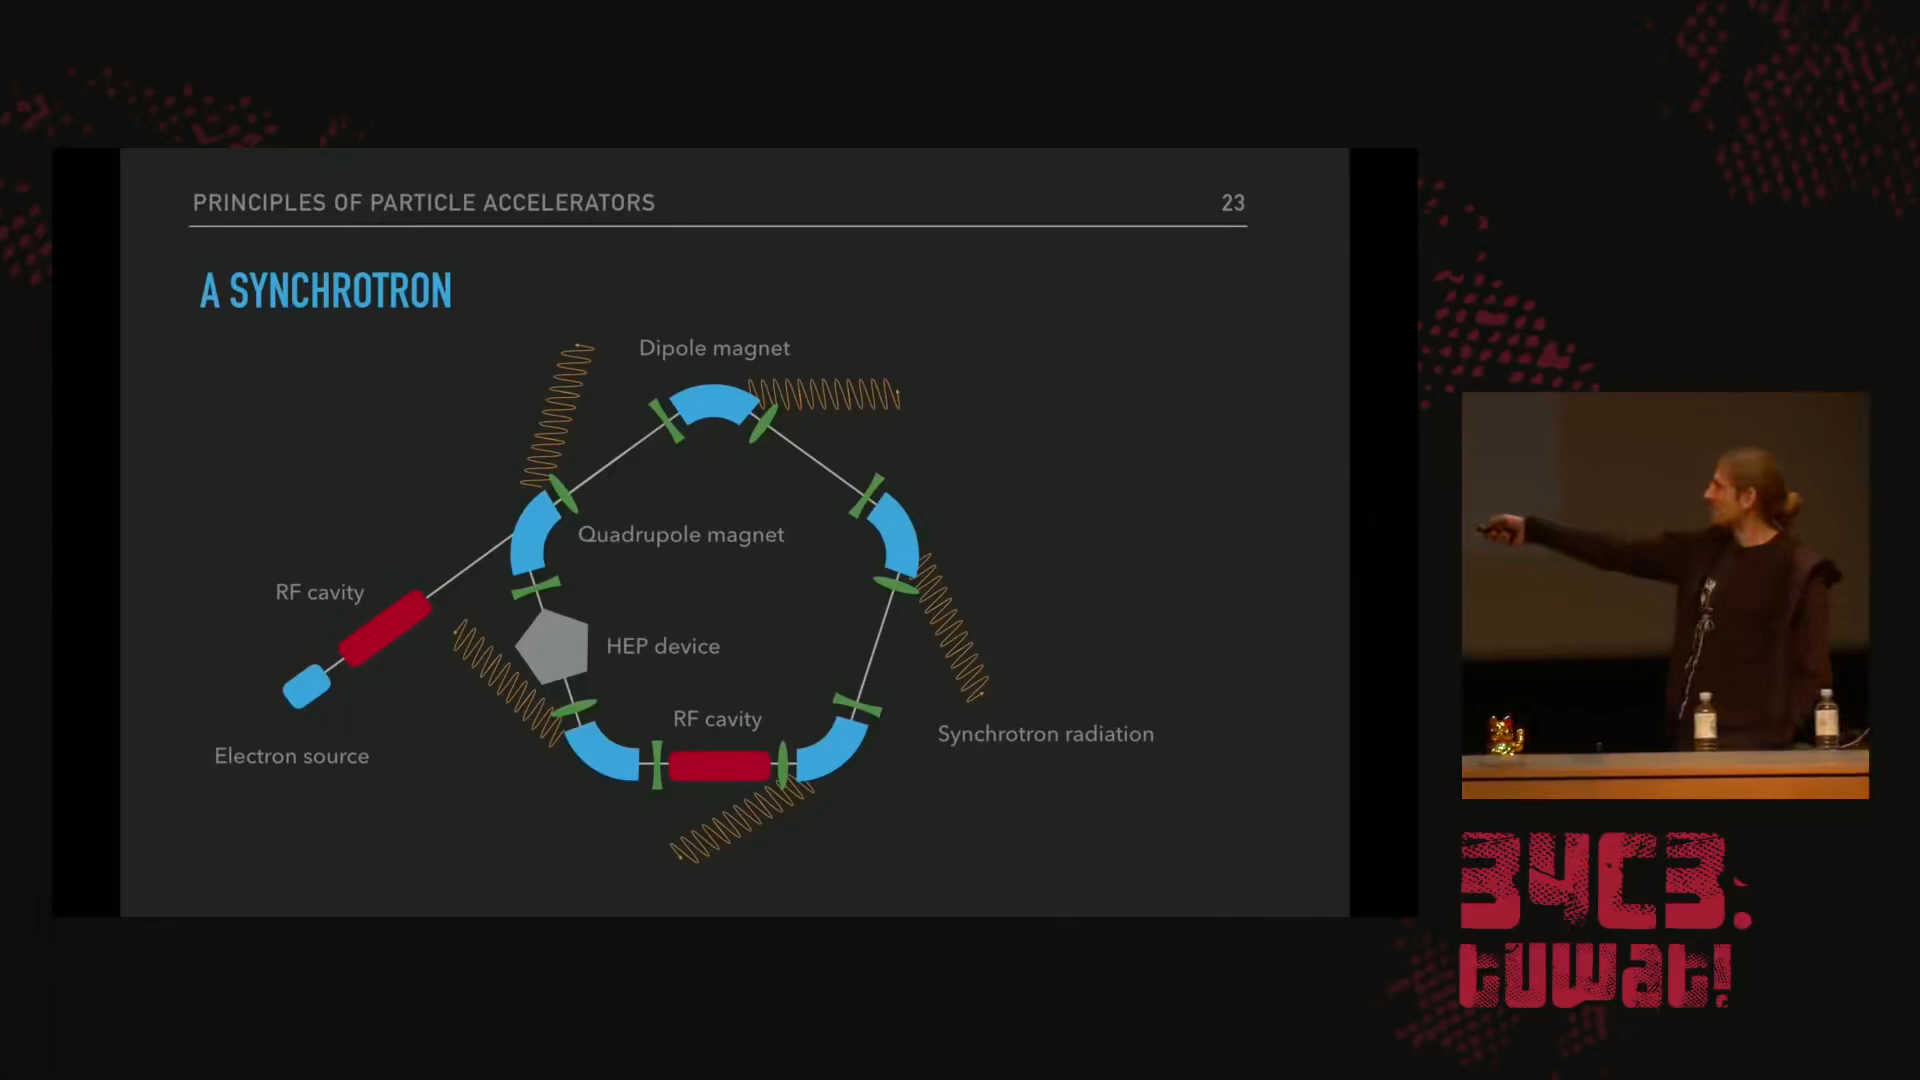 PRINCIPLES OF PARTICLE ACCELERATORS 23
A SYNCHROTRON
Dipole magnet
Quadrupole magnet
RF cavity
HEP device
RF cavity
Synchrotron radiation
Electron source
34C3.
tuwat!